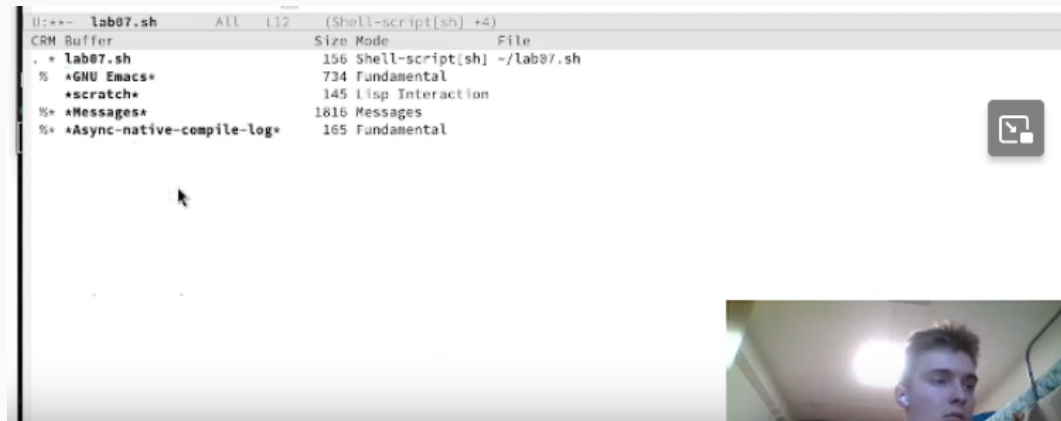 U:**-  lab07.sh      All   L12    (Shell-script[sh] +4)
CRM Buffer                Size Mode             File
. * lab07.sh               156 Shell-script[sh] ~/lab07.sh
 %  *GNU Emacs*            734 Fundamental
    *scratch*              145 Lisp Interaction
 %* *Messages*            1816 Messages
 %* *Async-native-compile-log*     165 Fundamental